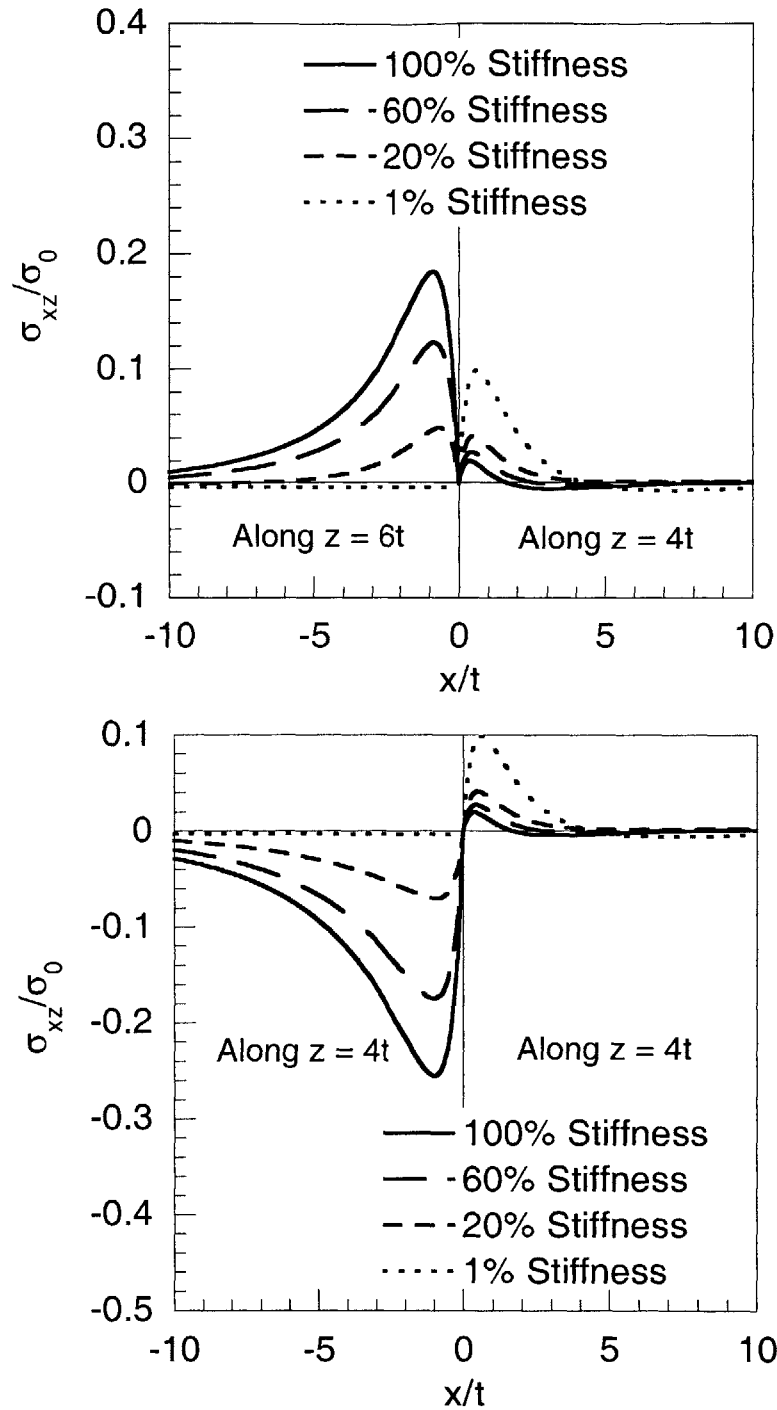 0.4
100% Stiffness
60% Stiffness
0.3
20% Stiffness
1% Stiffness
0.2
σxz/σ0
0.1
0
Along z = 6t
Along z = 4t
-0.1
-10
-5
0
5
10
x/t
0.1
0
-0.1
-0.2
σxz/σ0
Along z = 4t
Along z = 4t
-0.3
100% Stiffness
60% Stiffness
-0.4
20% Stiffness
1% Stiffness
-0.5
-10
-5
0
5
10
x/t